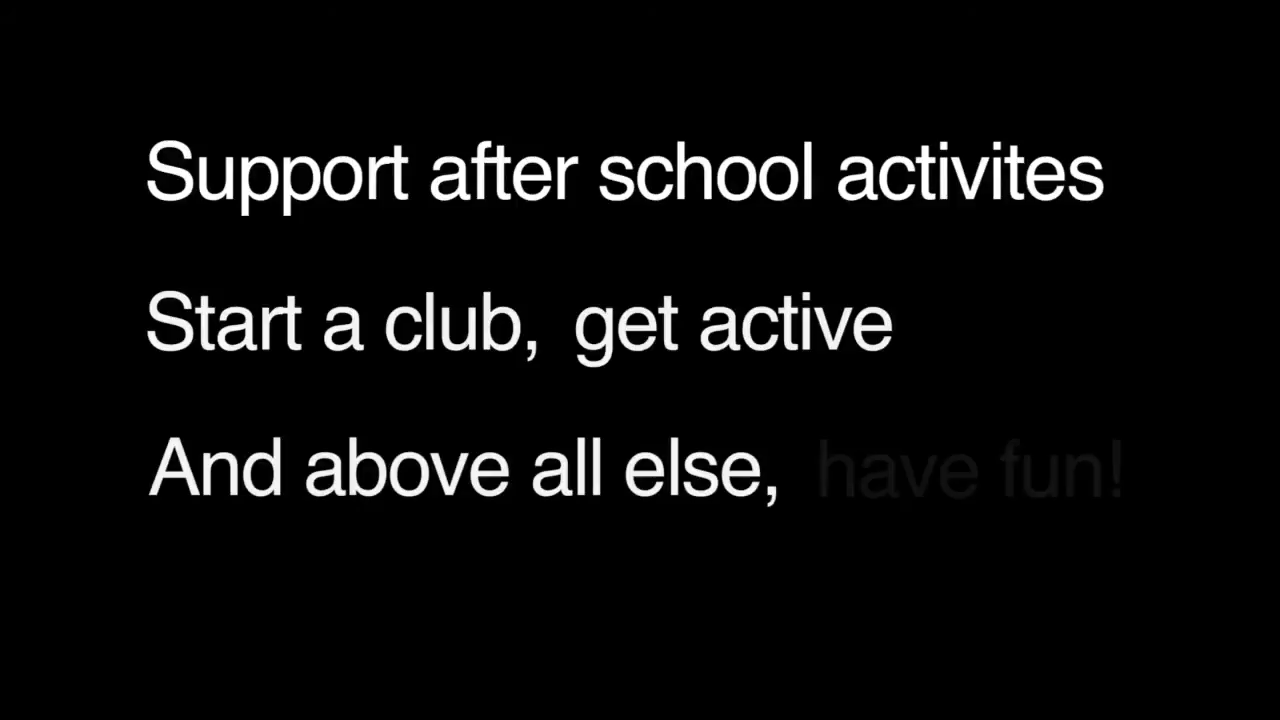 Support after school activites
Start a club, get active
And above all else, have fun!